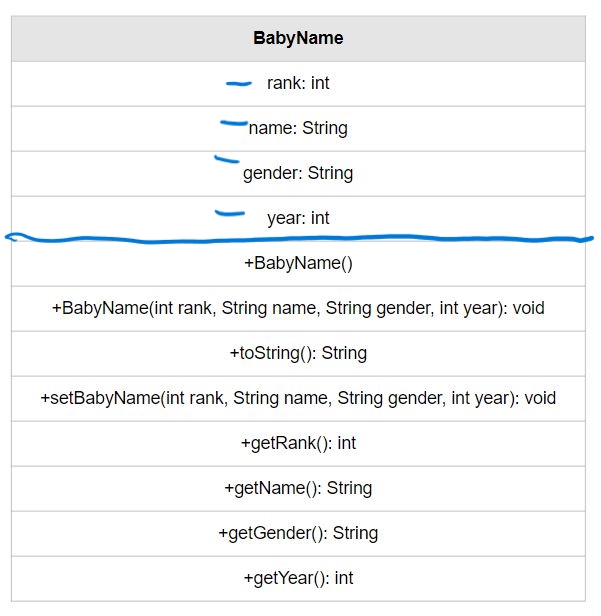 BabyName
- rank: int
- name: String
- gender: String
- year: int
+BabyName()
+BabyName(int rank, String name, String gender, int year): void
+toString(): String
+setBabyName(int rank, String name, String gender, int year): void
+getRank(): int
+getName(): String
+getGender(): String
+getYear(): int